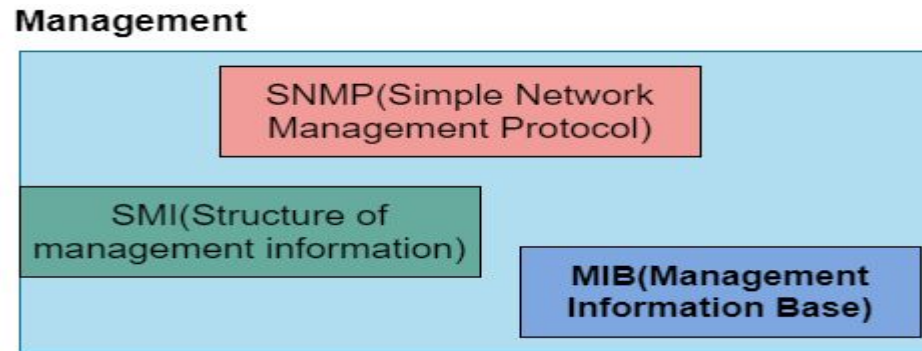 Management
SNMP(Simple Network
Management Protocol)
SMI(Structure of
management information)
MIB(Management
Information Base)